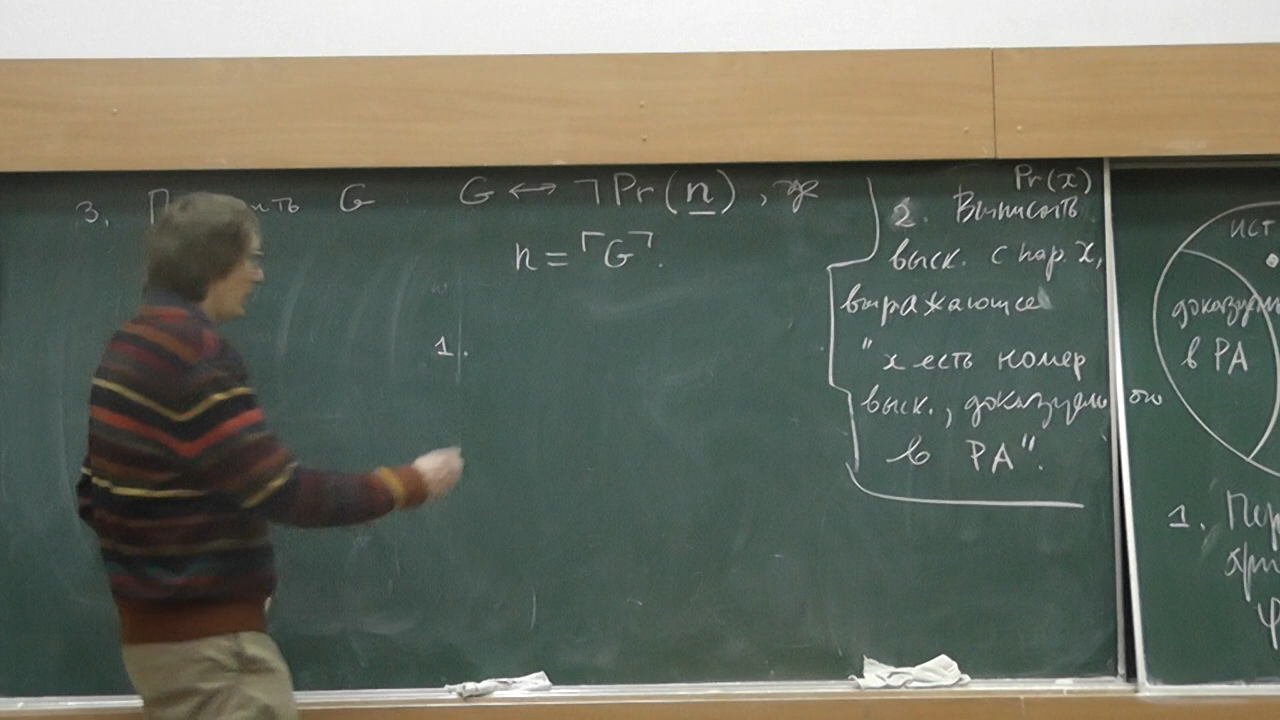 3. G G ↔ ¬Pr(n), где
n = ⌜G⌝.
1.
Pr(x)
2. Выписать
выск. с пар. x,
выражающее
"x есть номер
выск., доказуемого
в PA".
ист
доказуем
в PA
1. Пер